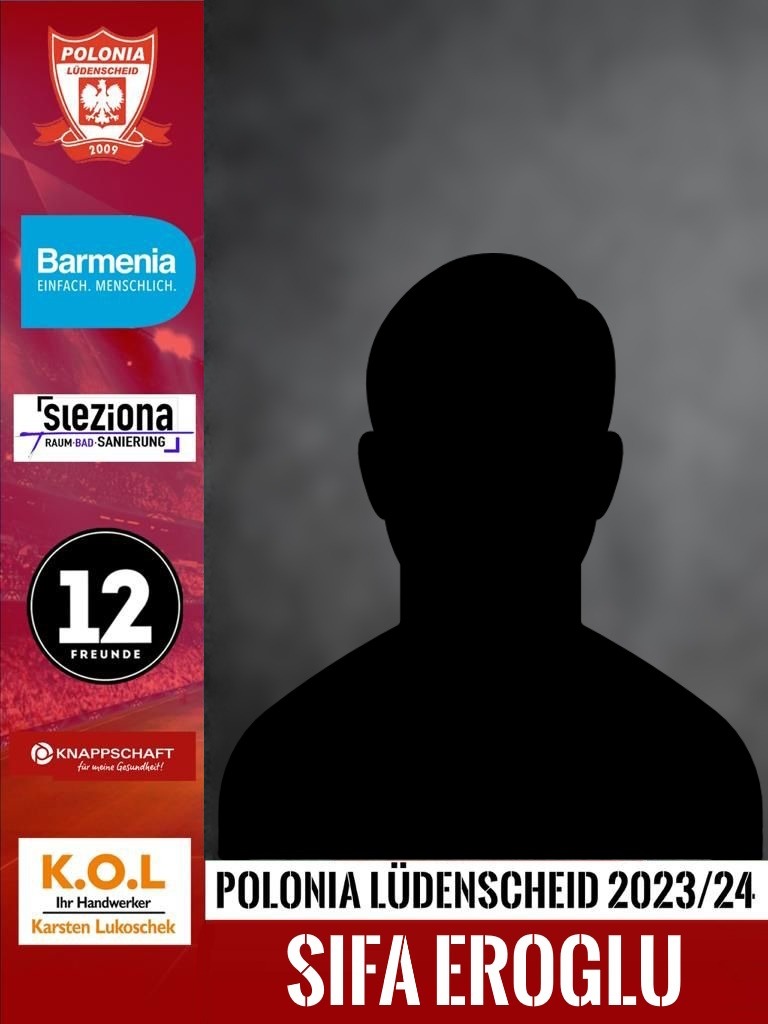 POLONIA
LÜDENSCHEID
2009
Barmenia
EINFACH. MENSCHLICH.
sleziona
RAUM·BAD·SANIERUNG
12
FREUNDE
KNAPPSCHAFT
für meine Gesundheit!
K.O.L
Ihr Handwerker
Karsten Lukoschek
POLONIA LÜDENSCHEID 2023/24
SIFA EROGLU